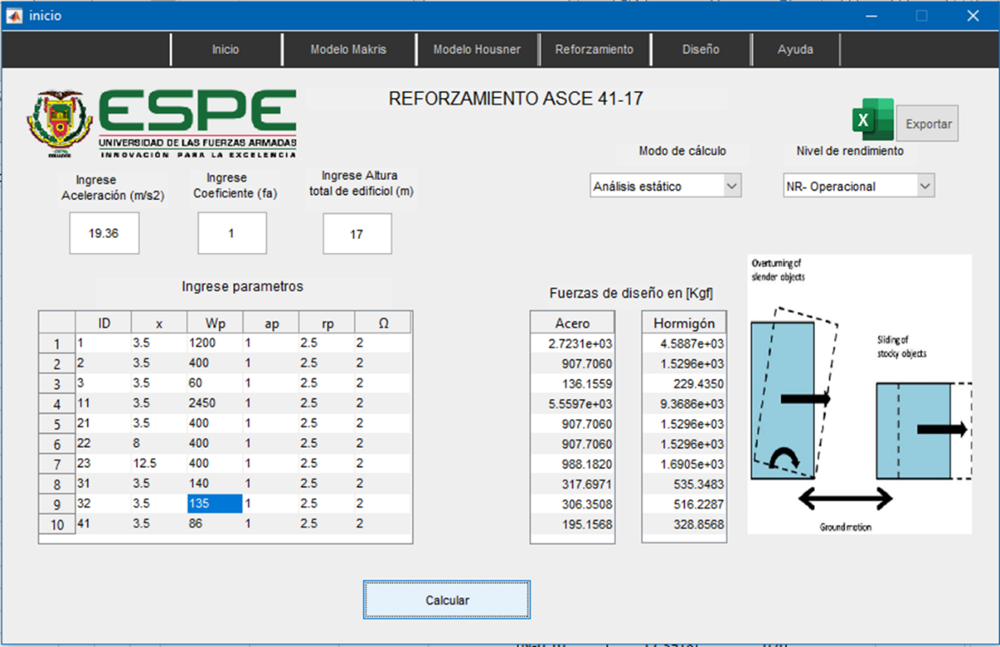 inicio
Inicio Modelo Makris Modelo Housner Reforzamiento Diseño Ayuda
ESPE
UNIVERSIDAD DE LAS FUERZAS ARMADAS
INNOVACIÓN PARA LA EXCELENCIA
REFORZAMIENTO ASCE 41-17
X Exportar
Modo de cálculo Nivel de rendimiento
Análisis estático NR- Operacional
Ingrese
Aceleración (m/s2)
Ingrese
Coeficiente (fa)
Ingrese Altura
total de edificiol (m)
19.36 1 17
Ingrese parametros
ID x Wp ap rp Ω
1 1 3.5 1200 1 2.5 2
2 2 3.5 400 1 2.5 2
3 3 3.5 60 1 2.5 2
4 11 3.5 2450 1 2.5 2
5 21 3.5 400 1 2.5 2
6 22 8 400 1 2.5 2
7 23 12.5 400 1 2.5 2
8 31 3.5 140 1 2.5 2
9 32 3.5 135 1 2.5 2
10 41 3.5 86 1 2.5 2
Fuerzas de diseño en [Kgf]
Acero Hormigón
2.7231e+03 4.5887e+03
907.7060 1.5296e+03
136.1559 229.4350
5.5597e+03 9.3686e+03
907.7060 1.5296e+03
907.7060 1.5296e+03
988.1820 1.6905e+03
317.6971 535.3483
306.3508 516.2287
195.1568 328.8568
Overturning of
slender objects
Sliding of
stocky objects
Ground motion
Calcular